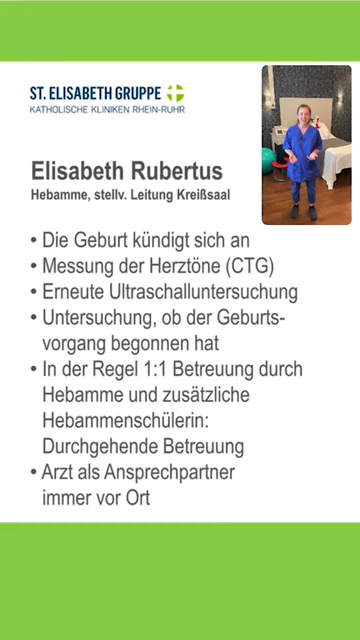 ST. ELISABETH GRUPPE
KATHOLISCHE KLINIKEN RHEIN-RUHR
Elisabeth Rubertus
Hebamme, stellv. Leitung Kreißsaal
• Die Geburt kündigt sich an
• Messung der Herztöne (CTG)
• Erneute Ultraschalluntersuchung
• Untersuchung, ob der Geburts-
vorgang begonnen hat
• In der Regel 1:1 Betreuung durch
Hebamme und zusätzliche
Hebammenschülerin:
Durchgehende Betreuung
• Arzt als Ansprechpartner
immer vor Ort